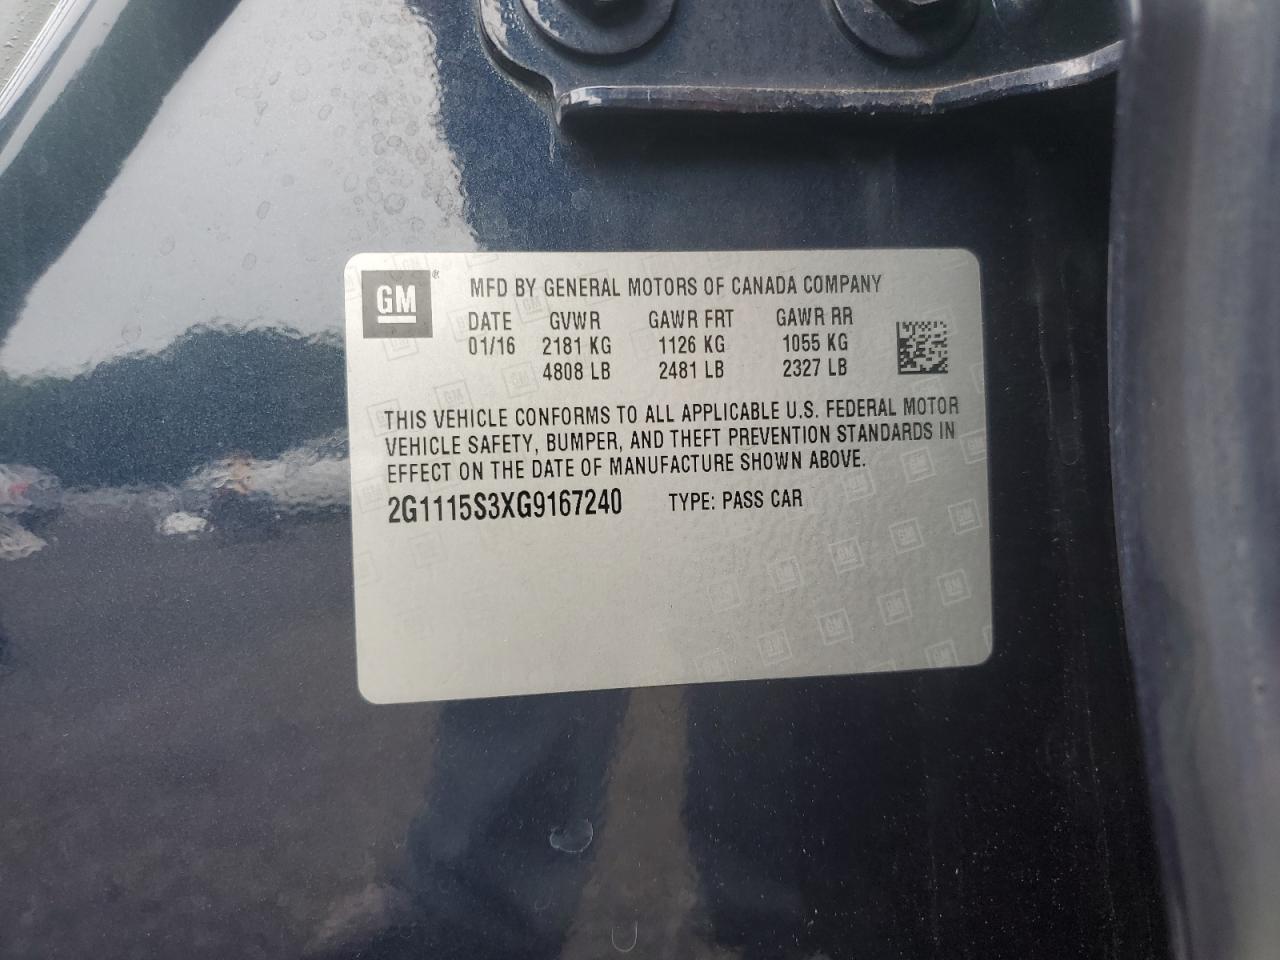 GM®
MFD BY GENERAL MOTORS OF CANADA COMPANY
DATE GVWR GAWR FRT GAWR RR
01/16 2181 KG 1126 KG 1055 KG
4808 LB 2481 LB 2327 LB
THIS VEHICLE CONFORMS TO ALL APPLICABLE U.S. FEDERAL MOTOR
VEHICLE SAFETY, BUMPER, AND THEFT PREVENTION STANDARDS IN
EFFECT ON THE DATE OF MANUFACTURE SHOWN ABOVE.
2G1115S3XG9167240 TYPE: PASS CAR